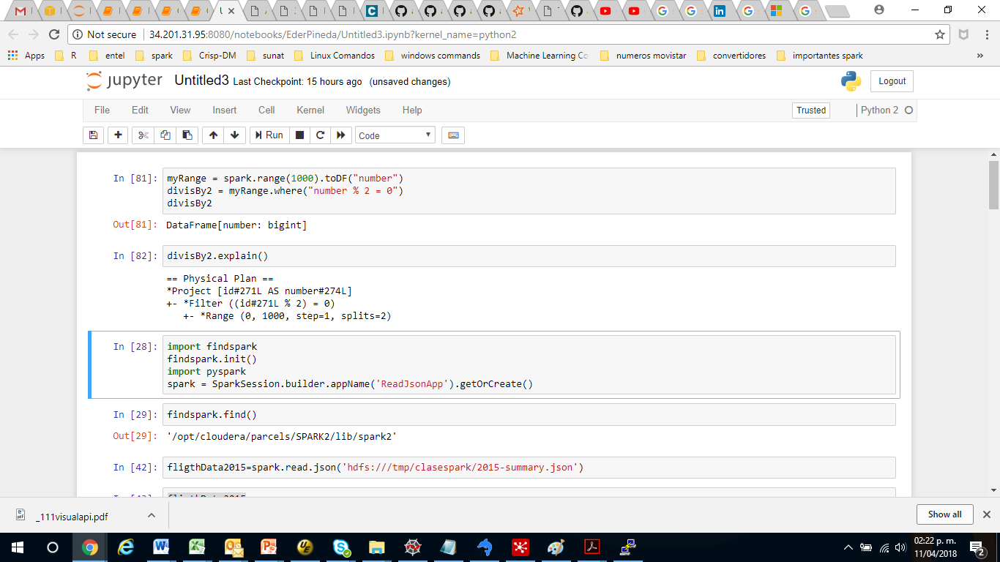 Not secure 34.201.31.95:8080/notebooks/EderPineda/Untitled3.ipynb?kernel_name=python2
Apps R entel spark Crisp-DM sunat Linux Comandos windows commands Machine Learning Co numeros movistar convertidores importantes spark »
jupyter Untitled3 Last Checkpoint: 15 hours ago (unsaved changes) Logout
File Edit View Insert Cell Kernel Widgets Help Trusted Python 2
Run Code
In [81]: myRange = spark.range(1000).toDF("number")
divisBy2 = myRange.where("number % 2 = 0")
divisBy2
Out[81]: DataFrame[number: bigint]
In [82]: divisBy2.explain()
== Physical Plan ==
*Project [id#271L AS number#274L]
+- *Filter ((id#271L % 2) = 0)
+- *Range (0, 1000, step=1, splits=2)
In [28]: import findspark
findspark.init()
import pyspark
spark = SparkSession.builder.appName('ReadJsonApp').getOrCreate()
In [29]: findspark.find()
Out[29]: '/opt/cloudera/parcels/SPARK2/lib/spark2'
In [42]: fligthData2015=spark.read.json('hdfs:///tmp/clasespark/2015-summary.json')
_111visualapi.pdf Show all
02:22 p. m.
11/04/2018
2